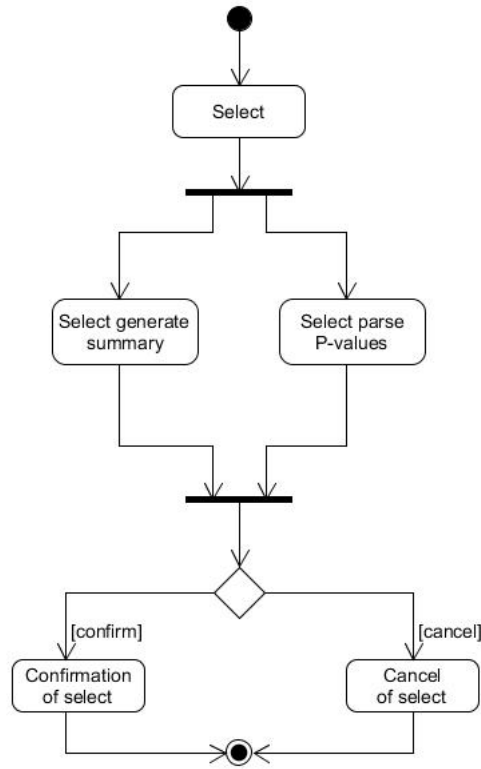 Select
Select generate
summary
Select parse
P-values
[confirm]
[cancel]
Confirmation
of select
Cancel
of select